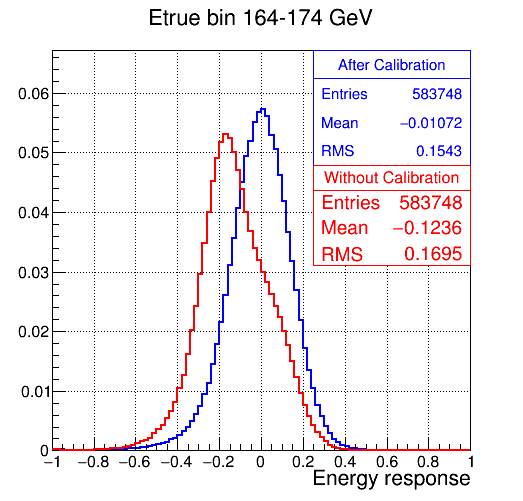 Etrue bin 164-174 GeV
After Calibration
Entries 583748
Mean −0.01072
RMS 0.1543
Without Calibration
Entries 583748
Mean −0.1236
RMS 0.1695
0.06
0.05
0.04
0.03
0.02
0.01
0
−1 −0.8 −0.6 −0.4 −0.2 0 0.2 0.4 0.6 0.8 1
Energy response